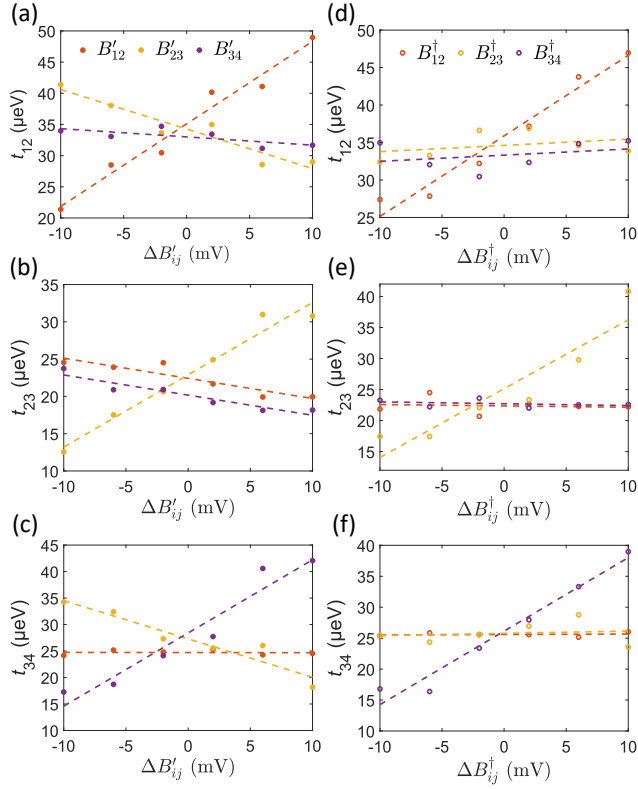 (a)
B′₁₂ B′₂₃ B′₃₄
50
45
40
35
30
25
20
t₁₂ (µeV)
-10 -5 0 5 10
ΔB′ᵢⱼ (mV)
(b)
35
30
25
20
15
10
t₂₃ (µeV)
-10 -5 0 5 10
ΔB′ᵢⱼ (mV)
(c)
45
40
35
30
25
20
15
10
t₃₄ (µeV)
-10 -5 0 5 10
ΔB′ᵢⱼ (mV)
(d)
B†₁₂ B†₂₃ B†₃₄
50
45
40
35
30
25
20
t₁₂ (µeV)
-10 -5 0 5 10
ΔB†ᵢⱼ (mV)
(e)
40
35
30
25
20
15
t₂₃ (µeV)
-10 -5 0 5 10
ΔB†ᵢⱼ (mV)
(f)
40
35
30
25
20
15
10
t₃₄ (µeV)
-10 -5 0 5 10
ΔB†ᵢⱼ (mV)